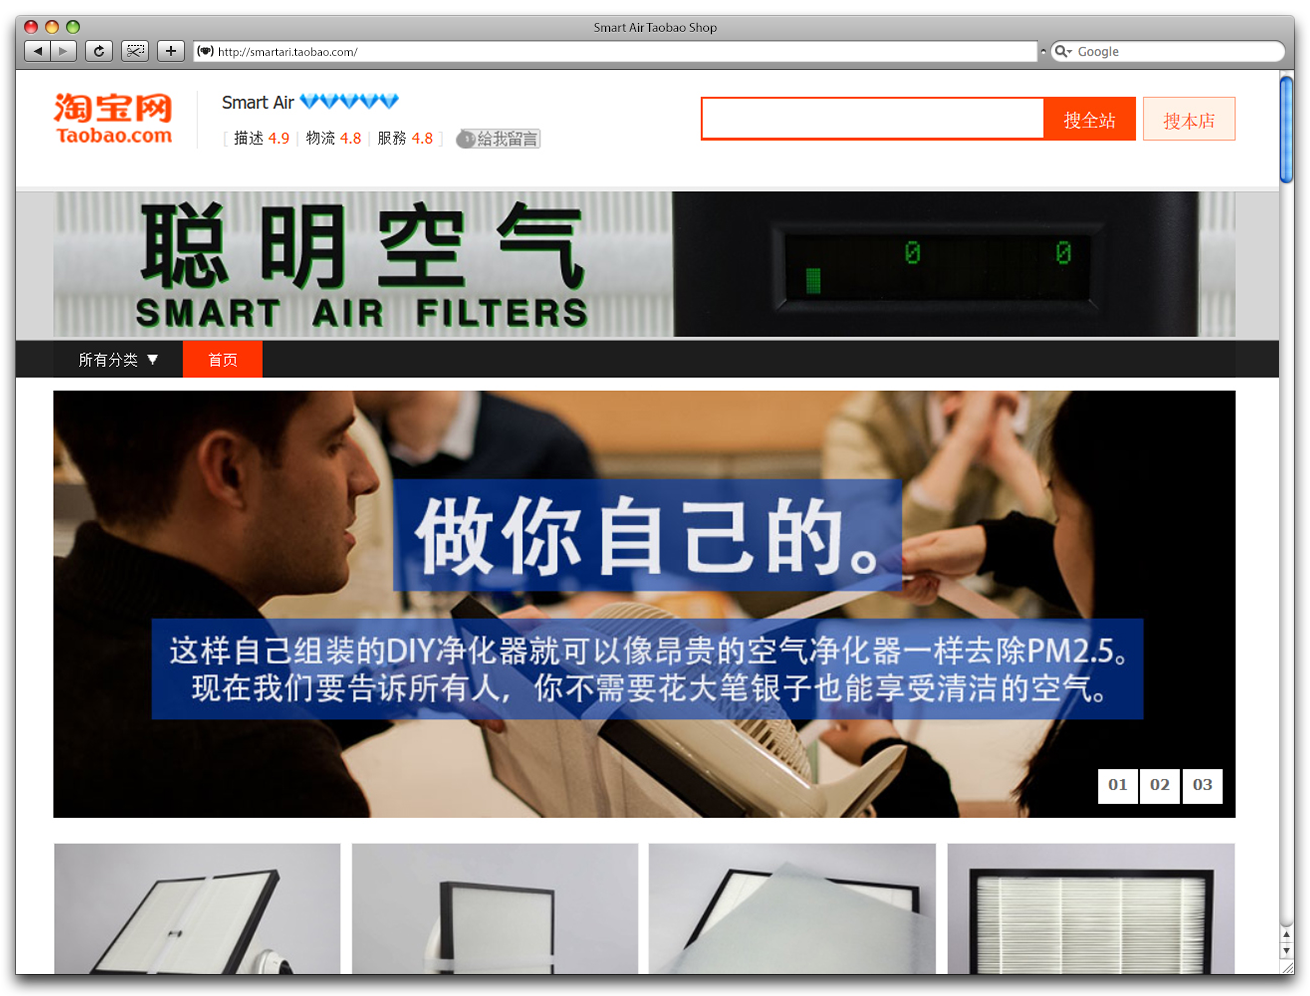 Smart Air Taobao Shop
http://smartari.taobao.com/
Google
淘宝网
Taobao.com
Smart Air
描述 4.9 | 物流 4.8 | 服務 4.8
给我留言
搜全站
搜本店
聪明空气
SMART AIR FILTERS
0 0
所有分类 ▼
首页
做你自己的。
这样自己组装的DIY净化器就可以像昂贵的空气净化器一样去除PM2.5。
现在我们要告诉所有人，你不需要花大笔银子也能享受清洁的空气。
01 02 03